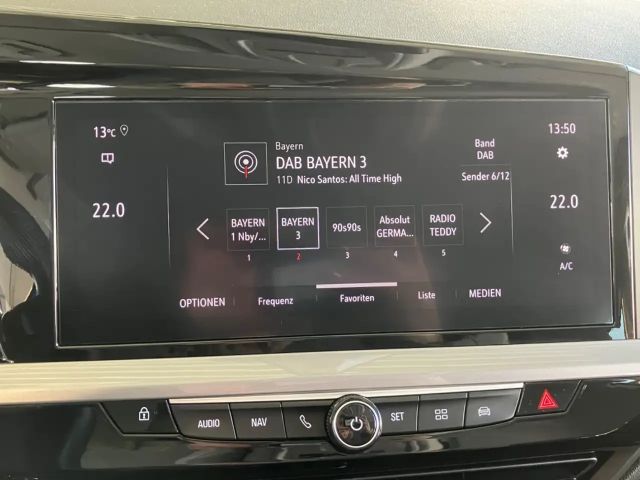 13°C
13:50
Bayern
DAB BAYERN 3
11D Nico Santos: All Time High
Band
DAB
Sender 6/12
22.0
22.0
BAYERN
1 Nby/...
BAYERN
3
90s90s
Absolut
GERMA...
RADIO
TEDDY
1 2 3 4 5
A/C
OPTIONEN Frequenz Favoriten Liste MEDIEN
AUDIO NAV SET